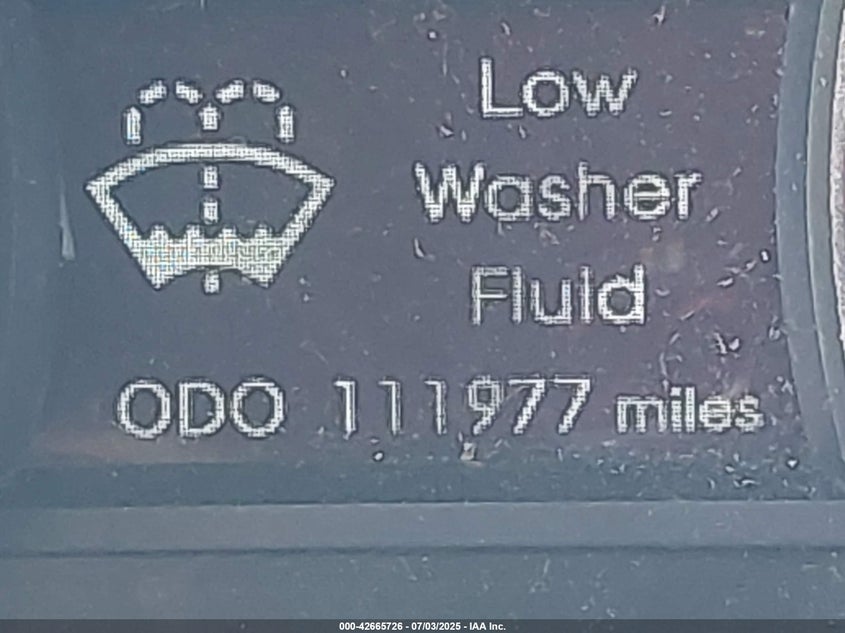 Low
Washer
Fluid
ODO 111977 miles
000-42665726 - 07/03/2025 - IAA Inc.